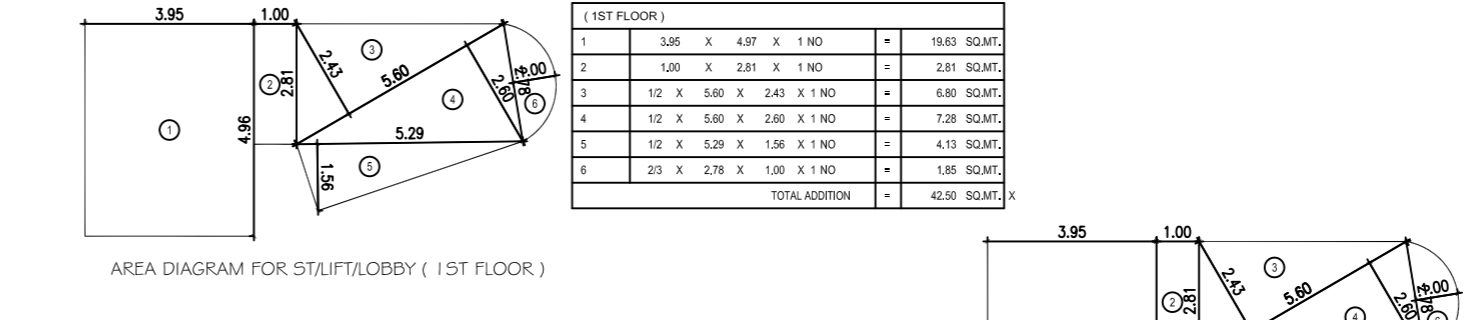 3.95 1.00
2.43
3
2
2.81
5.60
2.60
2.78
1.00
6
4
1
4.96
5.29
1.56
5
AREA DIAGRAM FOR ST/LIFT/LOBBY ( 1ST FLOOR )
( 1ST FLOOR )
1 3.95 X 4.97 X 1 NO = 19.63 SQ.MT.
2 1.00 X 2.81 X 1 NO = 2.81 SQ.MT.
3 1/2 X 5.60 X 2.43 X 1 NO = 6.80 SQ.MT.
4 1/2 X 5.60 X 2.60 X 1 NO = 7.28 SQ.MT.
5 1/2 X 5.29 X 1.56 X 1 NO = 4.13 SQ.MT.
6 2/3 X 2.78 X 1.00 X 1 NO = 1.85 SQ.MT.
TOTAL ADDITION = 42.50 SQ.MT. X
3.95 1.00
2.43
3
2
2.81
5.60
2.60
1.00
4
6